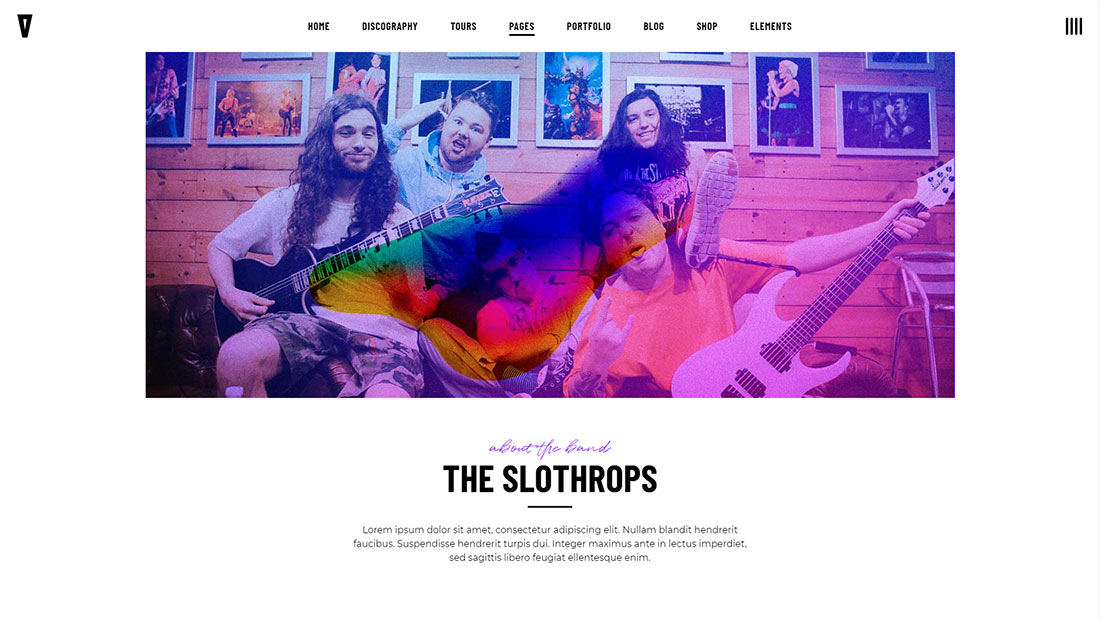 HOME DISCOGRAPHY TOURS PAGES PORTFOLIO BLOG SHOP ELEMENTS
about the band
THE SLOTHROPS
Lorem ipsum dolor sit amet, consectetur adipiscing elit. Nullam blandit hendrerit
faucibus. Suspendisse hendrerit turpis dui. Integer maximus ante in lectus imperdiet,
sed sagittis libero feugiat ellentesque enim.